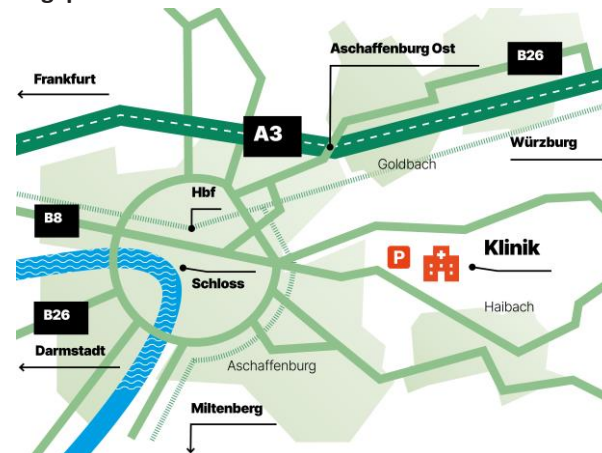 Aschaffenburg Ost
B26
Frankfurt
A3
Würzburg
Goldbach
Hbf
B8
P
Klinik
Schloss
Haibach
B26
Darmstadt
Aschaffenburg
Miltenberg